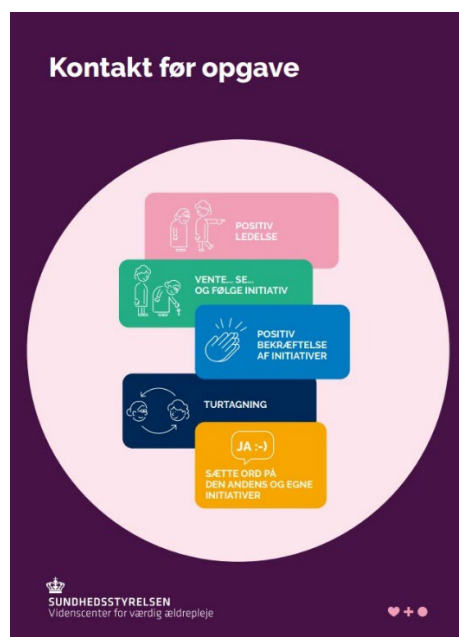 Kontakt før opgave
POSITIV
LEDELSE
VENTE... SE...
OG FØLGE INITIATIV
POSITIV
BEKRÆFTELSE
AF INITIATIVER
TURTAGNING
JA :-)
SÆTTE ORD PÅ
DEN ANDENS OG EGNE
INITIATIVER
SUNDHEDSSTYRELSEN
Videnscenter for værdig ældrepleje